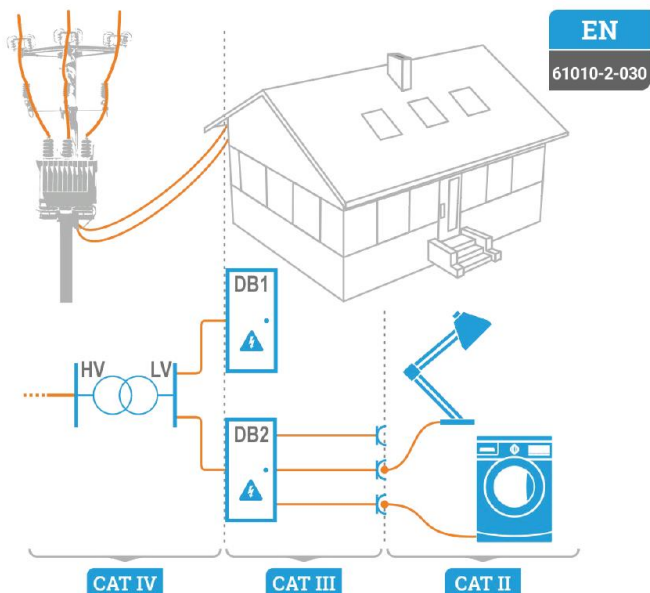 EN
61010-2-030
DB1
HV LV
DB2
CAT IV CAT III CAT II